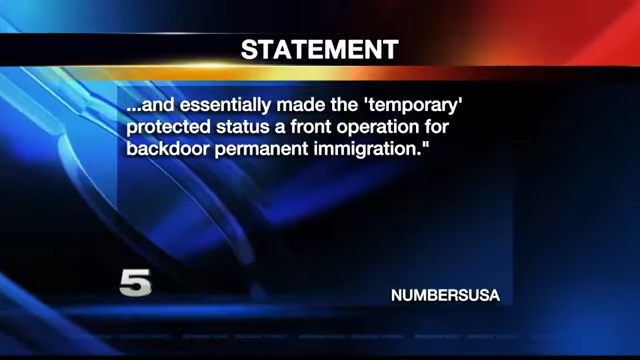 STATEMENT
...and essentially made the 'temporary'
protected status a front operation for
backdoor permanent immigration."
5
NUMBERSUSA